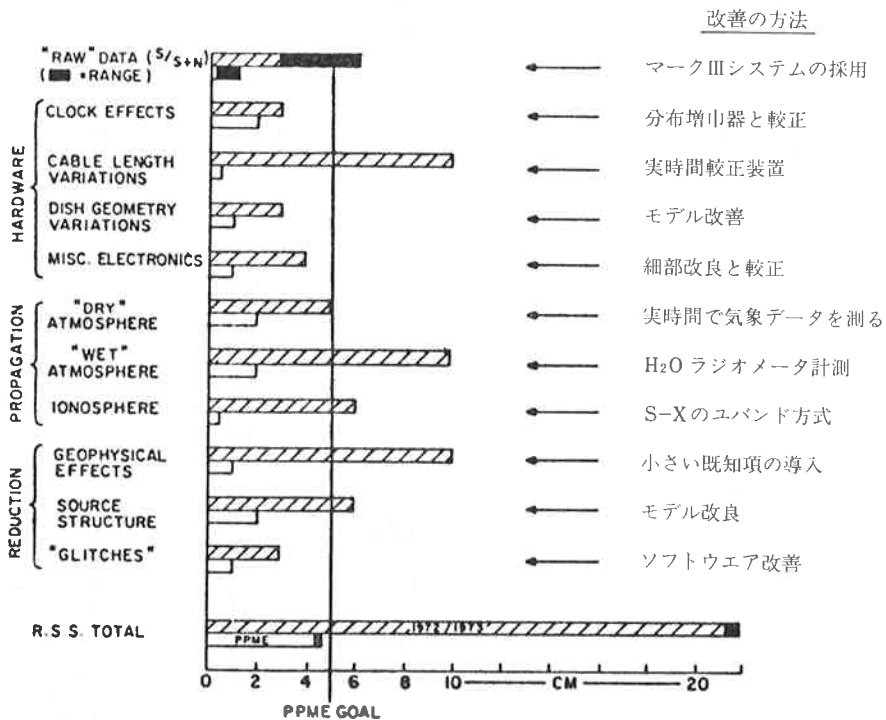 改善の方法
"RAW" DATA (S/S+N)
(■ =RANGE)
マークⅢシステムの採用
HARDWARE
CLOCK EFFECTS
分布増巾器と較正
CABLE LENGTH
VARIATIONS
実時間較正装置
DISH GEOMETRY
VARIATIONS
モデル改善
MISC. ELECTRONICS
細部改良と較正
PROPAGATION
"DRY"
ATMOSPHERE
実時間で気象データを測る
"WET"
ATMOSPHERE
H₂Oラジオメータ計測
IONOSPHERE
S-Xのユバンド方式
REDUCTION
GEOPHYSICAL
EFFECTS
小さい既知項の導入
SOURCE
STRUCTURE
モデル改良
"GLITCHES"
ソフトウエア改善
R.S.S. TOTAL
1972/1973
PPME
0 2 4 6 8 10 CM 20
PPME GOAL